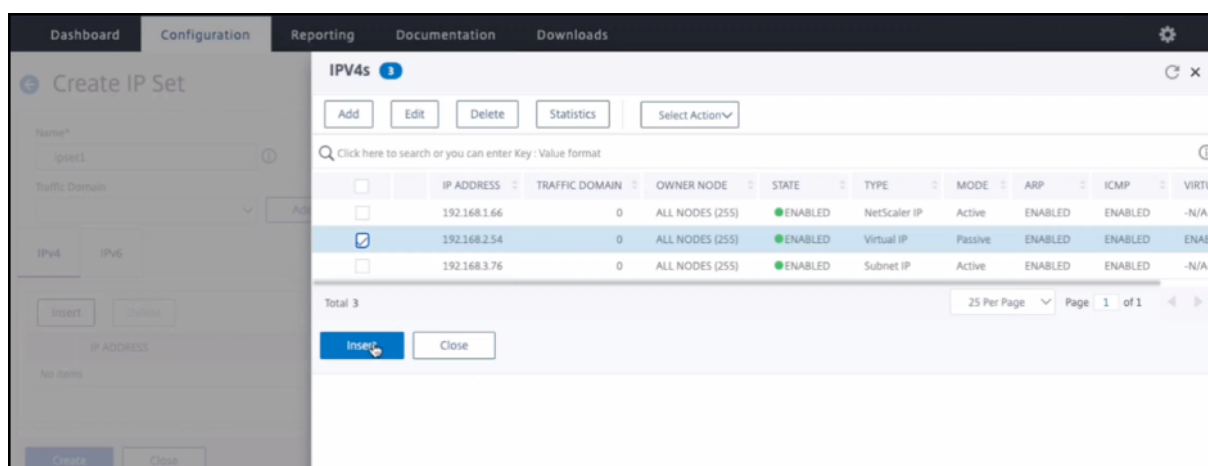 Dashboard Configuration Reporting Documentation Downloads
Create IP Set
Name*
ipset1
Traffic Domain
Add
IPv4 IPv6
Insert Delete
IP ADDRESS
No items
Create Close
IPV4s 3
Add Edit Delete Statistics Select Action
Click here to search or you can enter Key : Value format
IP ADDRESS TRAFFIC DOMAIN OWNER NODE STATE TYPE MODE ARP ICMP VIRTU
192.168.1.66 0 ALL NODES (255) ENABLED NetScaler IP Active ENABLED ENABLED -N/A
192.168.2.54 0 ALL NODES (255) ENABLED Virtual IP Passive ENABLED ENABLED ENAB
192.168.3.76 0 ALL NODES (255) ENABLED Subnet IP Active ENABLED ENABLED -N/A
Total 3 25 Per Page Page 1 of 1
Insert Close